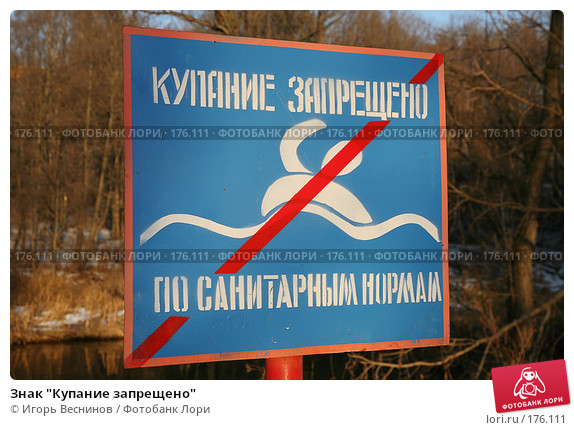 КУПАНИЕ ЗАПРЕЩЕНО
176.111 - ФОТОБАНК ЛОРИ - 176.111 - ФОТОБАНК ЛОРИ - 176.111 - ФОТОБАНК ЛОРИ - 176.111 - ФОТО
176.111 - ФОТОБАНК ЛОРИ - 176.111 - ФОТОБАНК ЛОРИ - 176.111 - ФОТОБАНК ЛОРИ - 176.111 - ФОТО
ПО САНИТАРНЫМ НОРМАМ
Знак "Купание запрещено"
© Игорь Веснинов / Фотобанк Лори
ФОТОБАНК ЛОРИ
lori.ru / 176.111